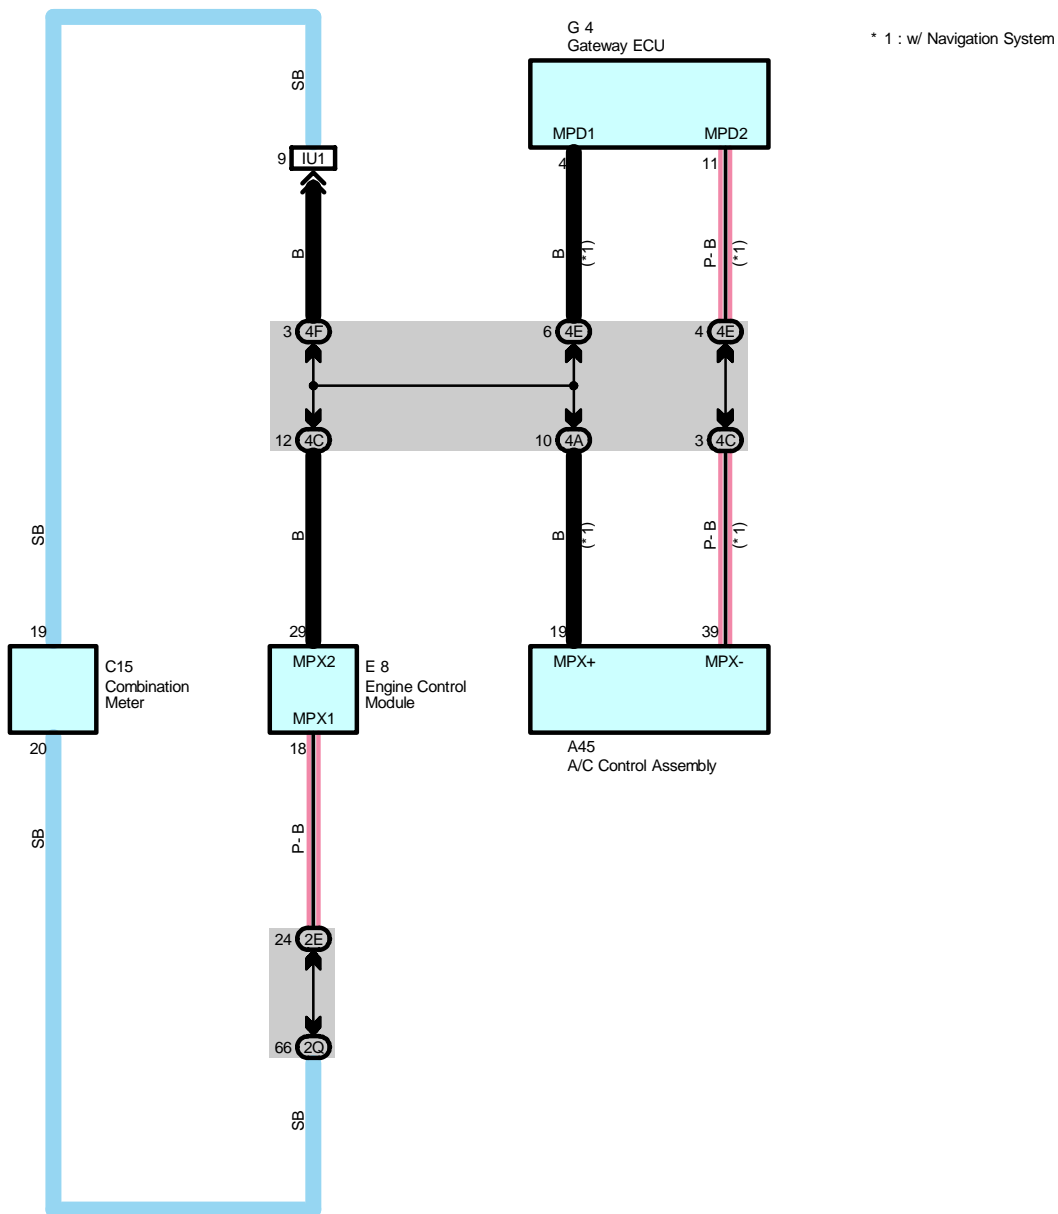 G 4
Gateway ECU
* 1 : w/ Navigation System
SB
MPD1
MPD2
9
IU1
4
11
B
B
(*1)
P- B
(*1)
3
4F
6
4E
4
4E
12
4C
10
4A
3
4C
SB
B
B
(*1)
P- B
(*1)
19
29
19
39
MPX2
MPX+
MPX-
C15
Combination
Meter
E 8
Engine Control
Module
MPX1
20
18
A45
A/C Control Assembly
SB
P- B
24
2E
66
2Q
SB